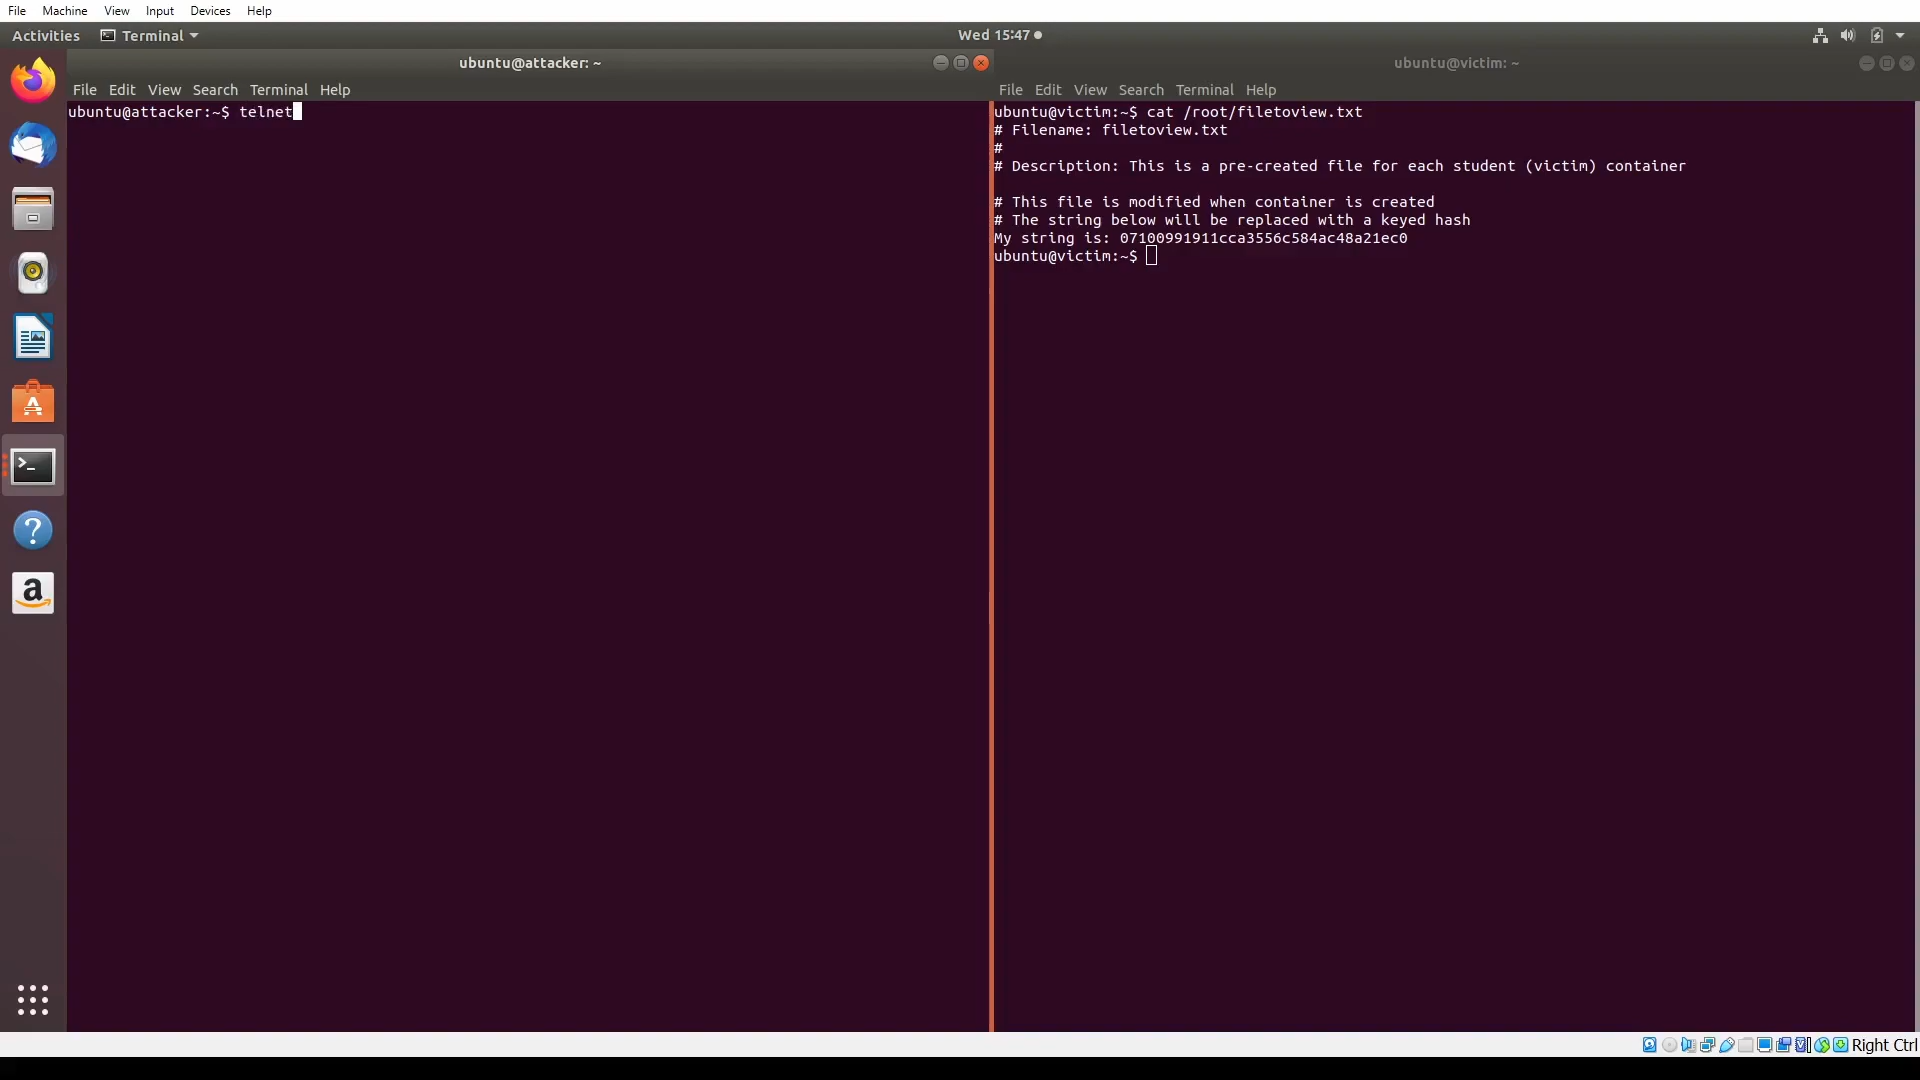 File Machine View Input Devices Help
Activities Terminal Wed 15:47
ubuntu@attacker: ~
File Edit View Search Terminal Help
ubuntu@attacker:~$ telnet
ubuntu@victim: ~
File Edit View Search Terminal Help
ubuntu@victim:~$ cat /root/filetoview.txt
# Filename: filetoview.txt
#
# Description: This is a pre-created file for each student (victim) container
# This file is modified when container is created
# The string below will be replaced with a keyed hash
My string is: 07100991911cca3556c584ac48a21ec0
ubuntu@victim:~$
Right Ctrl